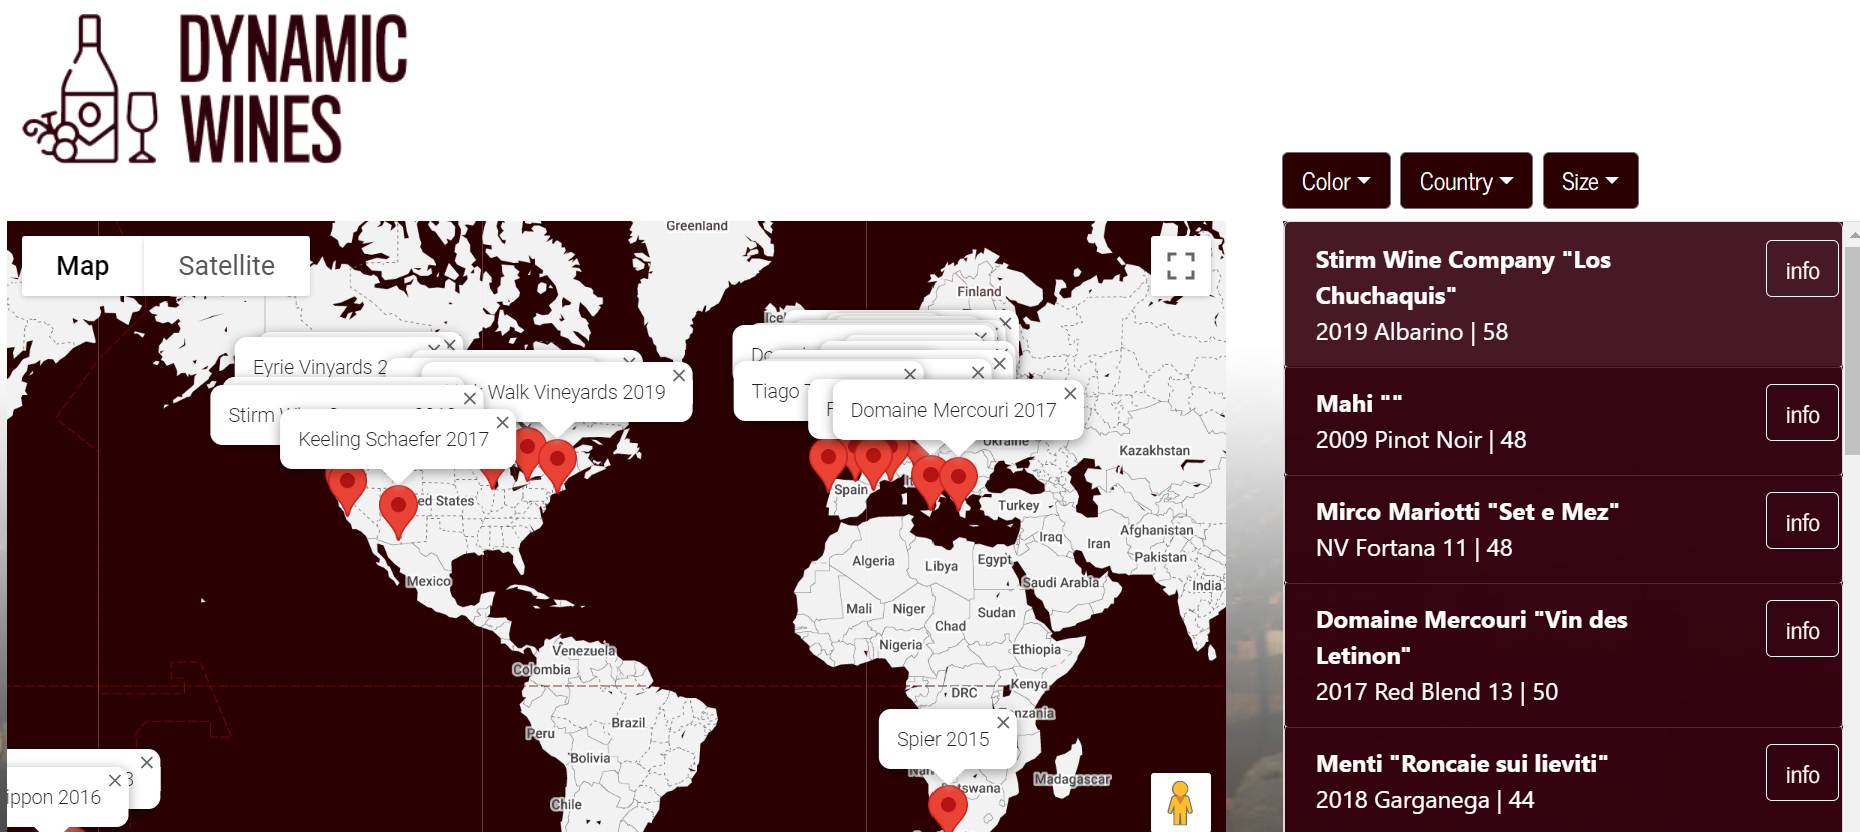 DYNAMIC
WINES
Color
Country
Size
Map
Satellite
Greenland
Finland
Eyrie Vinyards 2
Walk Vineyards 2019
Stirm
Keeling Schaefer 2017
Tiago
Domaine Mercouri 2017
Ukraine
Kazakhstan
Spain
Turkey
ed States
Afghanistan
Iraq
Iran
Pakistan
Algeria
Libya
Egypt
Saudi Arabia
India
Mexico
Mali
Niger
Sudan
Chad
Nigeria
Ethiopia
Venezuela
Colombia
Kenya
DRC
Tanzania
Brazil
Peru
Spier 2015
Bolivia
Botswana
Madagascar
ippon 2016
3
Chile
Stirm Wine Company "Los
Chuchaquis"
2019 Albarino | 58
info
Mahi ""
2009 Pinot Noir | 48
info
Mirco Mariotti "Set e Mez"
NV Fortana 11 | 48
info
Domaine Mercouri "Vin des
Letinon"
2017 Red Blend 13 | 50
info
Menti "Roncaie sui lieviti"
2018 Garganega | 44
info